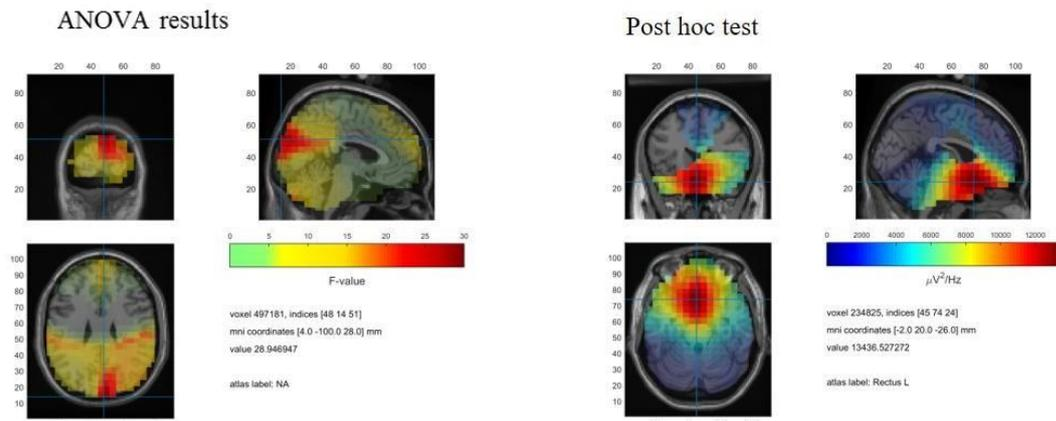 ANOVA results
20 40 60 80
80
60
40
20
20 40 60 80 100
80
60
40
20
100
90
80
70
60
50
40
30
20
10
0 5 10 15 20 25 30
F-value
voxel 497181, indices [48 14 51]
mni coordinates [4.0 -100.0 28.0] mm
value 28.946947
atlas label: NA
Post hoc test
20 40 60 80
80
60
40
20
20 40 60 80 100
80
60
40
20
100
90
80
70
60
50
40
30
20
10
0 2000 4000 6000 8000 10000 12000
μV²/Hz
voxel 234825, indices [45 74 24]
mni coordinates [-2.0 20.0 -26.0] mm
value 13436.527272
atlas label: Rectus L